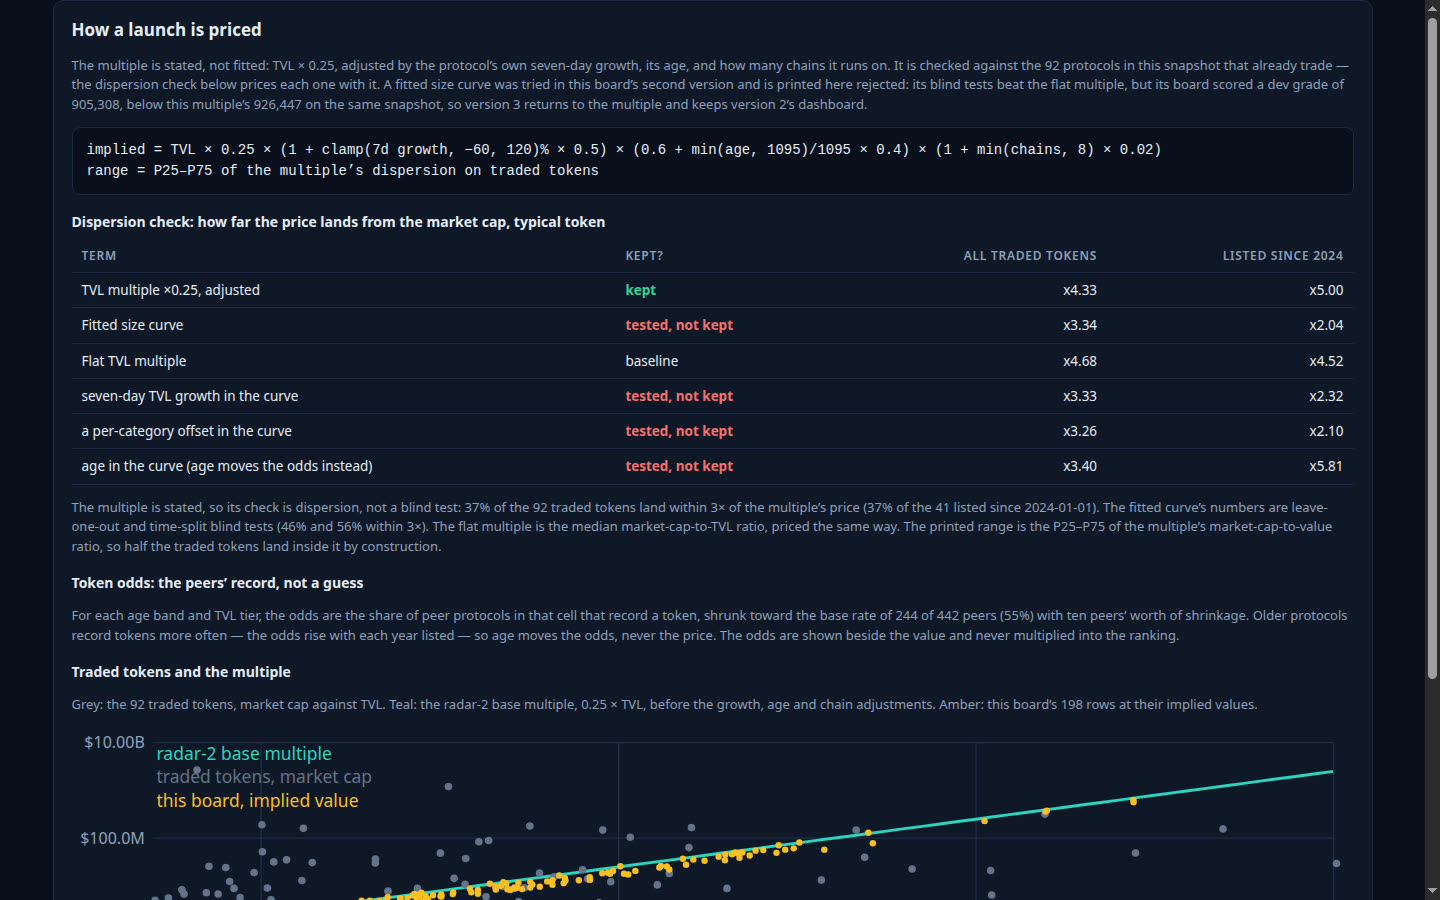 How a launch is priced
The multiple is stated, not fitted: TVL × 0.25, adjusted by the protocol’s own seven-day growth, its age, and how many chains it runs on. It is checked against the 92 protocols in this snapshot that already trade —
the dispersion check below prices each one with it. A fitted size curve was tried in this board’s second version and is printed here rejected: its blind tests beat the flat multiple, but its board scored a dev grade of
905,308, below this multiple’s 926,447 on the same snapshot, so version 3 returns to the multiple and keeps version 2’s dashboard.
implied = TVL × 0.25 × (1 + clamp(7d growth, −60, 120)% × 0.5) × (0.6 + min(age, 1095)/1095 × 0.4) × (1 + min(chains, 8) × 0.02)
range = P25–P75 of the multiple’s dispersion on traded tokens
Dispersion check: how far the price lands from the market cap, typical token
TERM KEPT? ALL TRADED TOKENS LISTED SINCE 2024
TVL multiple ×0.25, adjusted kept x4.33 x5.00
Fitted size curve tested, not kept x3.34 x2.04
Flat TVL multiple baseline x4.68 x4.52
seven-day TVL growth in the curve tested, not kept x3.33 x2.32
a per-category offset in the curve tested, not kept x3.26 x2.10
age in the curve (age moves the odds instead) tested, not kept x3.40 x5.81
The multiple is stated, so its check is dispersion, not a blind test: 37% of the 92 traded tokens land within 3× of the multiple’s price (37% of the 41 listed since 2024-01-01). The fitted curve’s numbers are leave-
one-out and time-split blind tests (46% and 56% within 3×). The flat multiple is the median market-cap-to-TVL ratio, priced the same way. The printed range is the P25–P75 of the multiple’s market-cap-to-value
ratio, so half the traded tokens land inside it by construction.
Token odds: the peers’ record, not a guess
For each age band and TVL tier, the odds are the share of peer protocols in that cell that record a token, shrunk toward the base rate of 244 of 442 peers (55%) with ten peers’ worth of shrinkage. Older protocols
record tokens more often — the odds rise with each year listed — so age moves the odds, never the price. The odds are shown beside the value and never multiplied into the ranking.
Traded tokens and the multiple
Grey: the 92 traded tokens, market cap against TVL. Teal: the radar-2 base multiple, 0.25 × TVL, before the growth, age and chain adjustments. Amber: this board’s 198 rows at their implied values.
$10.00B
radar-2 base multiple
traded tokens, market cap
this board, implied value
$100.0M